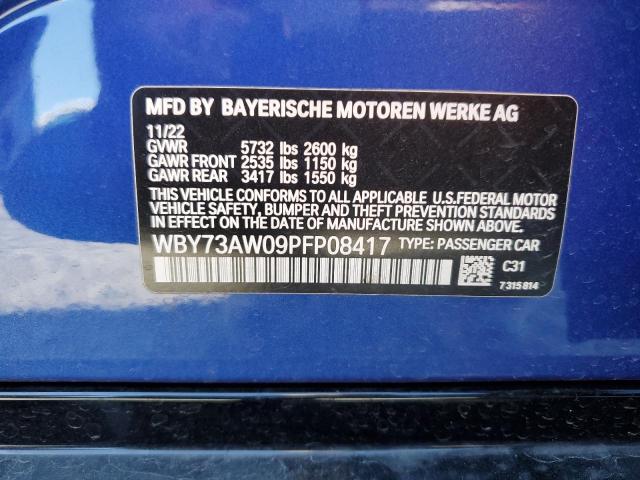 MFD BY BAYERISCHE MOTOREN WERKE AG
11/22
GVWR 5732 lbs 2600 kg
GAWR FRONT 2535 lbs 1150 kg
GAWR REAR 3417 lbs 1550 kg
THIS VEHICLE CONFORMS TO ALL APPLICABLE U.S.FEDERAL MOTOR
VEHICLE SAFETY, BUMPER AND THEFT PREVENTION STANDARDS
IN EFFECT ON THE DATE OF MANUFACTURE SHOWN ABOVE.
WBY73AW09PFP08417 TYPE: PASSENGER CAR
C31
7315814